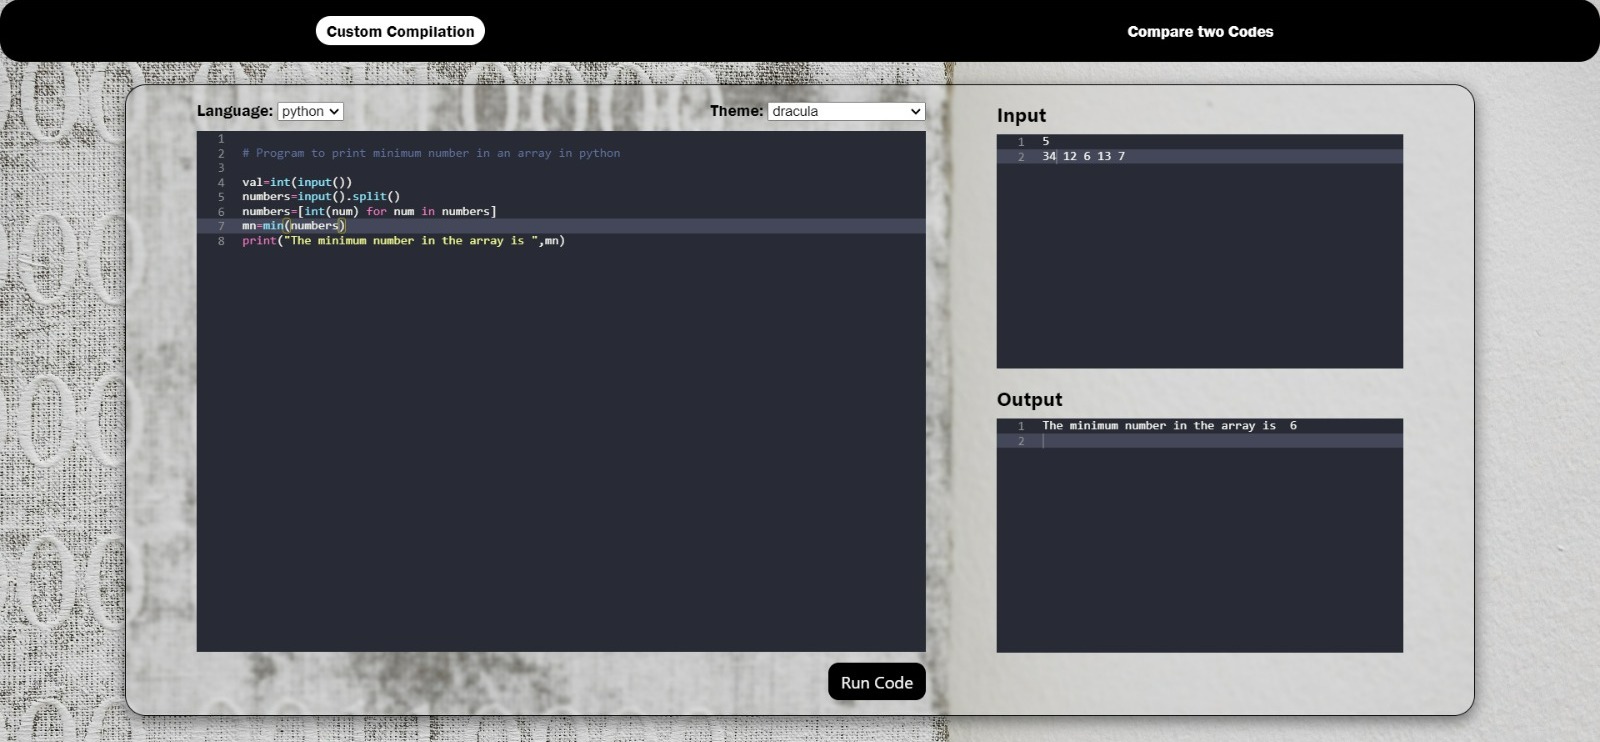 Custom Compilation
Compare two Codes
Language: python
Theme: dracula
1
2 # Program to print minimum number in an array in python
3
4 val=int(input())
5 numbers=input().split()
6 numbers=[int(num) for num in numbers]
7 mn=min(numbers)
8 print("The minimum number in the array is ",mn)
Run Code
Input
1 5
2 34 12 6 13 7
Output
1 The minimum number in the array is  6
2